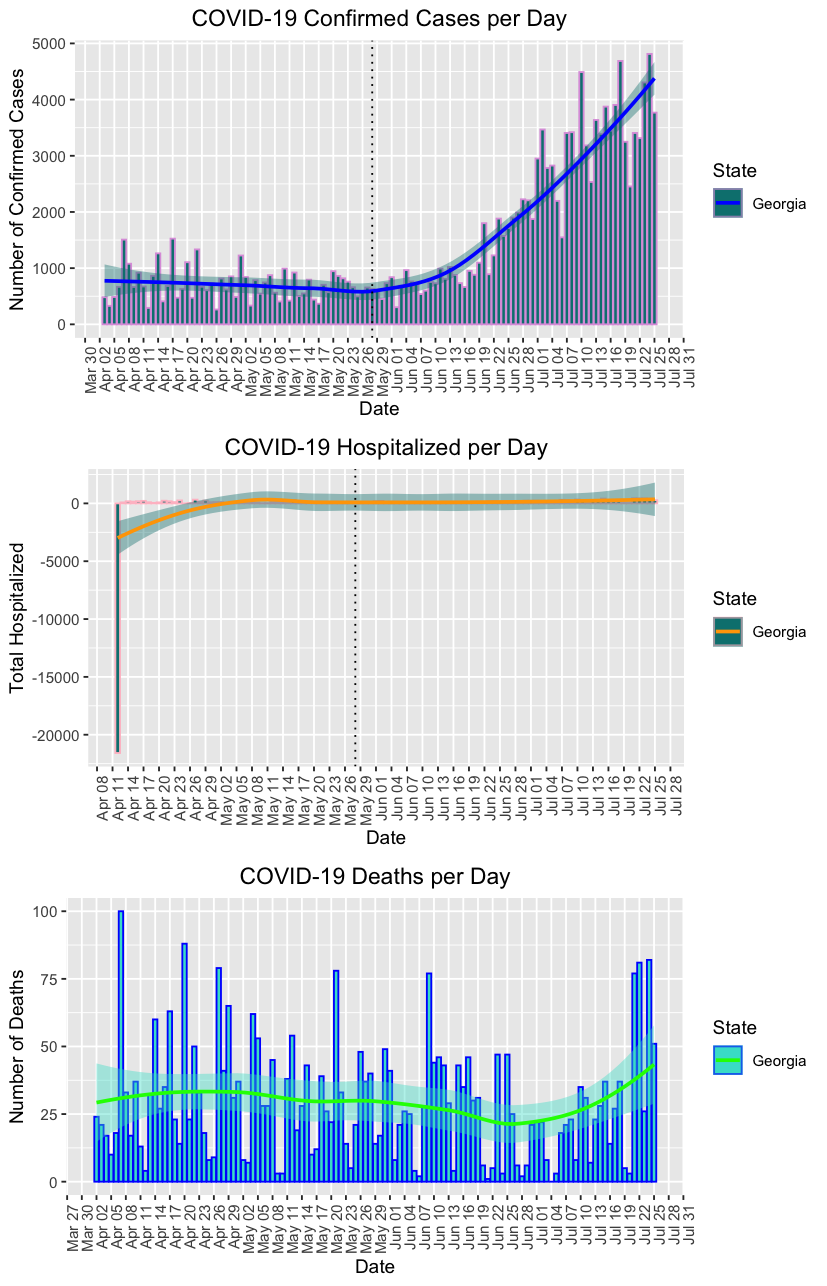 COVID-19 Confirmed Cases per Day
Number of Confirmed Cases
5000
4000
3000
2000
1000
0
Mar 30
Apr 02
Apr 05
Apr 08
Apr 11
Apr 14
Apr 17
Apr 20
Apr 23
Apr 26
Apr 29
May 02
May 05
May 08
May 11
May 14
May 17
May 20
May 23
May 26
May 29
Jun 01
Jun 04
Jun 07
Jun 10
Jun 13
Jun 16
Jun 19
Jun 22
Jun 25
Jun 28
Jul 01
Jul 04
Jul 07
Jul 10
Jul 13
Jul 16
Jul 19
Jul 22
Jul 25
Jul 28
Jul 31
Date
State
Georgia
COVID-19 Hospitalized per Day
Total Hospitalized
0
-5000
-10000
-15000
-20000
Apr 08
Apr 11
Apr 14
Apr 17
Apr 20
Apr 23
Apr 26
Apr 29
May 02
May 05
May 08
May 11
May 14
May 17
May 20
May 23
May 26
May 29
Jun 01
Jun 04
Jun 07
Jun 10
Jun 13
Jun 16
Jun 19
Jun 22
Jun 25
Jun 28
Jul 01
Jul 04
Jul 07
Jul 10
Jul 13
Jul 16
Jul 19
Jul 22
Jul 25
Jul 28
Date
State
Georgia
COVID-19 Deaths per Day
Number of Deaths
100
75
50
25
0
Mar 27
Mar 30
Apr 02
Apr 05
Apr 08
Apr 11
Apr 14
Apr 17
Apr 20
Apr 23
Apr 26
Apr 29
May 02
May 05
May 08
May 11
May 14
May 17
May 20
May 23
May 26
May 29
Jun 01
Jun 04
Jun 07
Jun 10
Jun 13
Jun 16
Jun 19
Jun 22
Jun 25
Jun 28
Jul 01
Jul 04
Jul 07
Jul 10
Jul 13
Jul 16
Jul 19
Jul 22
Jul 25
Jul 28
Jul 31
Date
State
Georgia